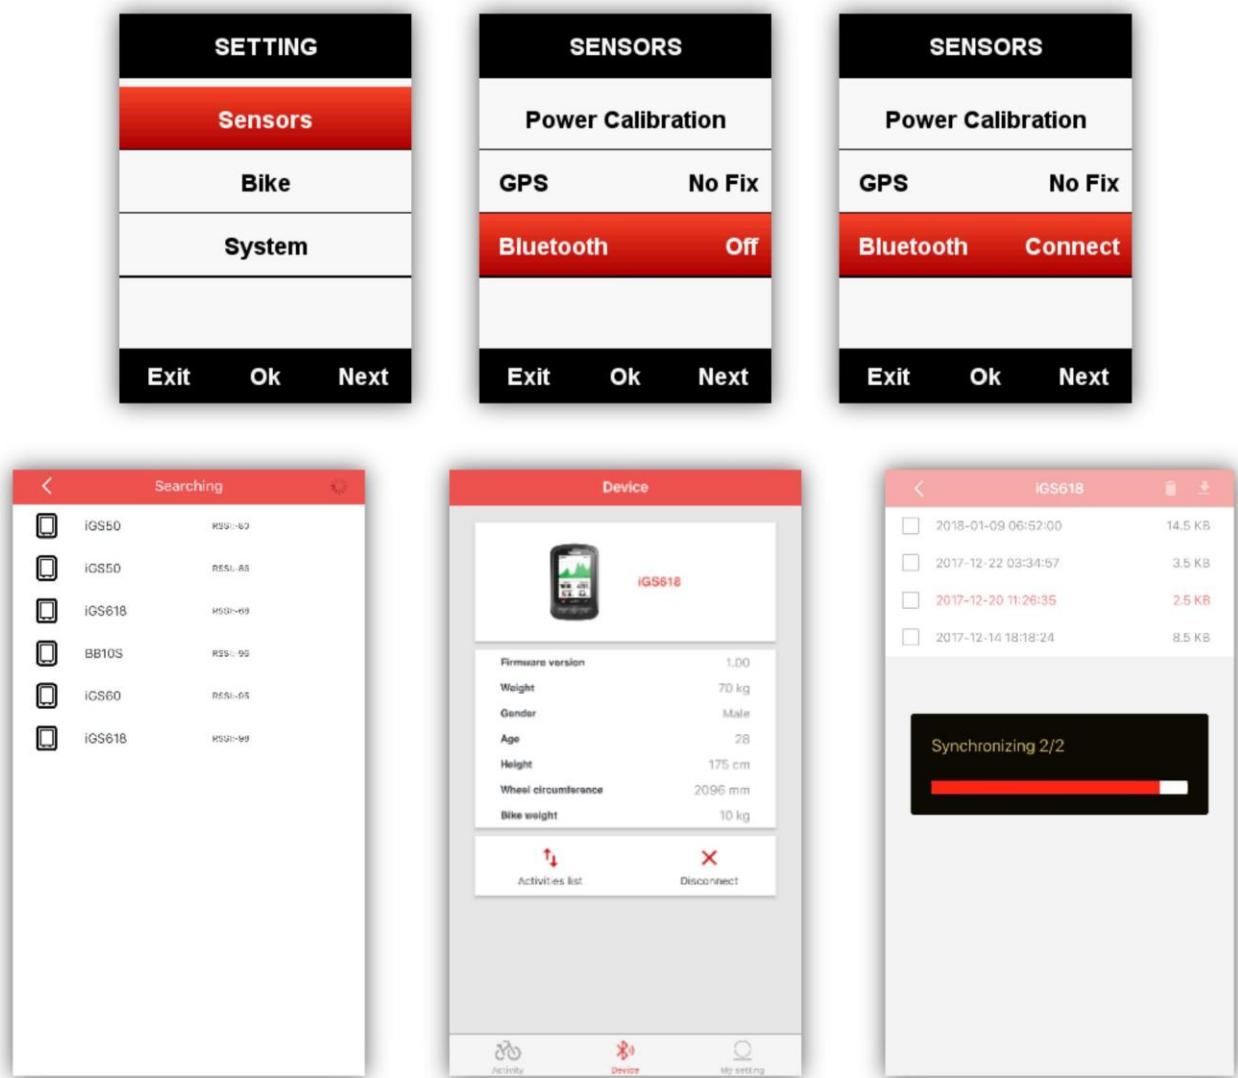 SETTING
Sensors
Bike
System
Exit Ok Next
SENSORS
Power Calibration
GPS No Fix
Bluetooth Off
Exit Ok Next
SENSORS
Power Calibration
GPS No Fix
Bluetooth Connect
Exit Ok Next
Searching
iGS50
iGS50
iGS618
BB10S
iGS60
iGS618
Device
iGS618
Firmware version 1.00
Weight 70 kg
Gender Male
Age 28
Height 175 cm
Wheel circumference 2096 mm
Bike weight 10 kg
Activities list Disconnect
Activity Device My setting
iGS618
2018-01-09 06:52:00 14.5 KB
2017-12-22 03:34:57 3.5 KB
2017-12-20 11:26:35 2.5 KB
2017-12-14 18:18:24 8.5 KB
Synchronizing 2/2